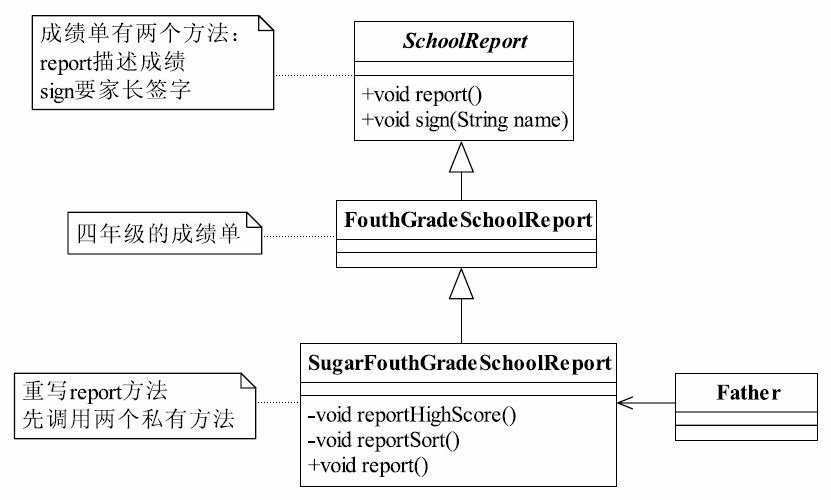 成绩单有两个方法：
report描述成绩
sign要家长签字
SchoolReport
+void report()
+void sign(String name)
四年级的成绩单
FouthGradeSchoolReport
重写report方法
先调用两个私有方法
SugarFouthGradeSchoolReport
-void reportHighScore()
-void reportSort()
+void report()
Father